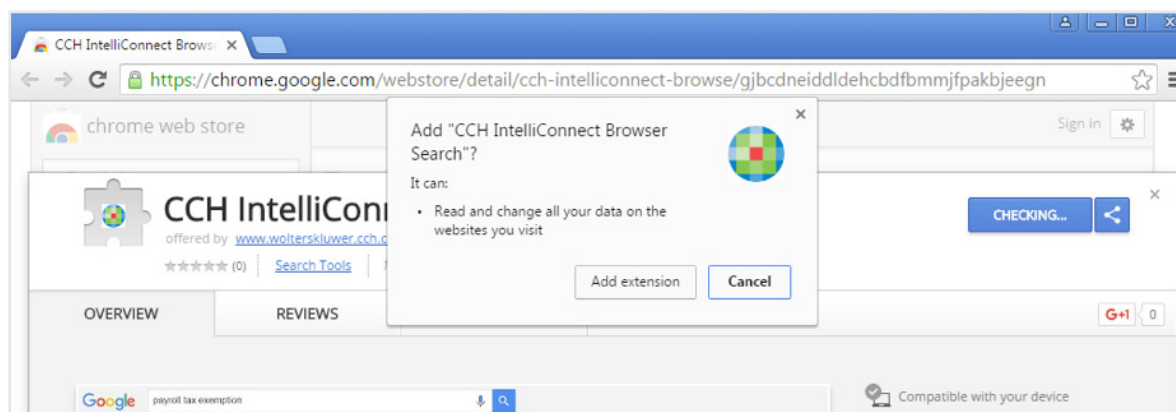 CCH IntelliConnect Brows
https://chrome.google.com/webstore/detail/cch-intelliconnect-browse/gjbcdneiddldehcbdfbmmjfpakbjeegn
chrome web store
Sign in
Add "CCH IntelliConnect Browser
Search"?
It can:
• Read and change all your data on the
websites you visit
Add extension
Cancel
CCH IntelliConn
CHECKING...
offered by www.wolterskluwer.cch.c
(0)
Search Tools
OVERVIEW
REVIEWS
G+1
0
Google
payroll tax exemption
Compatible with your device